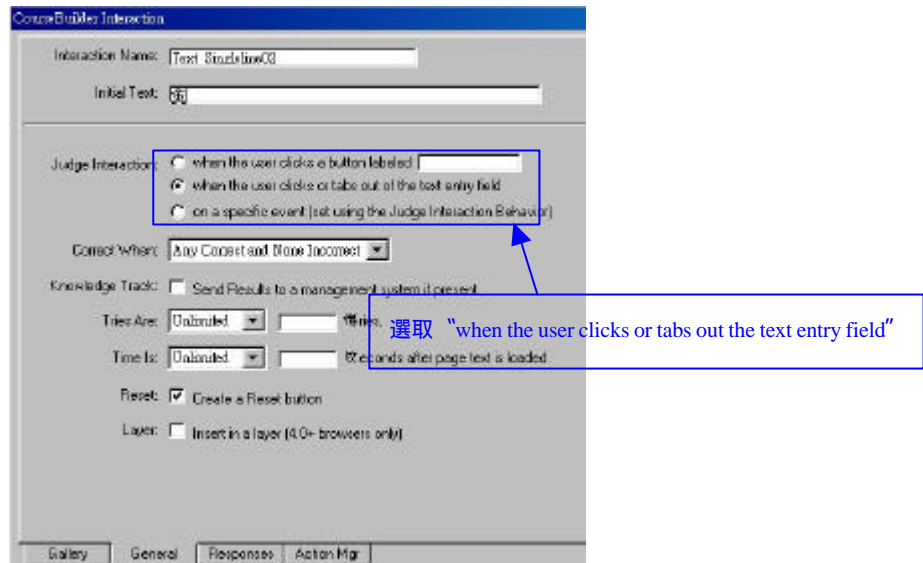 CourseBuilder Interaction
Interaction Name: Text_Singleline02
Initial Text:
Judge Interaction: when the user clicks a button labeled
when the user clicks or tabs out of the text entry field
on a specific event (set using the Judge Interaction Behavior)
Correct When: Any Correct and None Incorrect
Knowledge Track: Send Results to a management system if present
Tries Are: Unlimited
選取〝when the user clicks or tabs out the text entry field〞
Time Is: Unlimited econds after page text is loaded
Reset: Create a Reset button
Layer: Insert in a layer (4.0+ browsers only)
Gallery General Responses Action Mgr